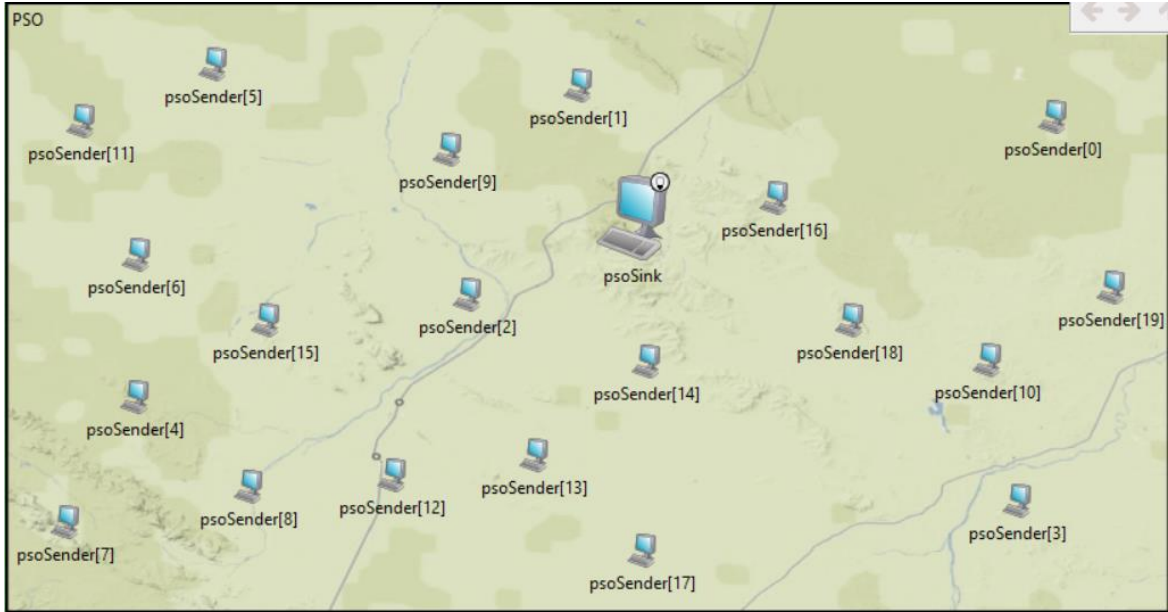 PSO
psoSender[5]
psoSender[1]
psoSender[11]
psoSender[0]
psoSender[9]
psoSender[16]
psoSink
psoSender[6]
psoSender[2]
psoSender[19]
psoSender[15]
psoSender[18]
psoSender[14]
psoSender[10]
psoSender[4]
psoSender[13]
psoSender[12]
psoSender[8]
psoSender[3]
psoSender[7]
psoSender[17]